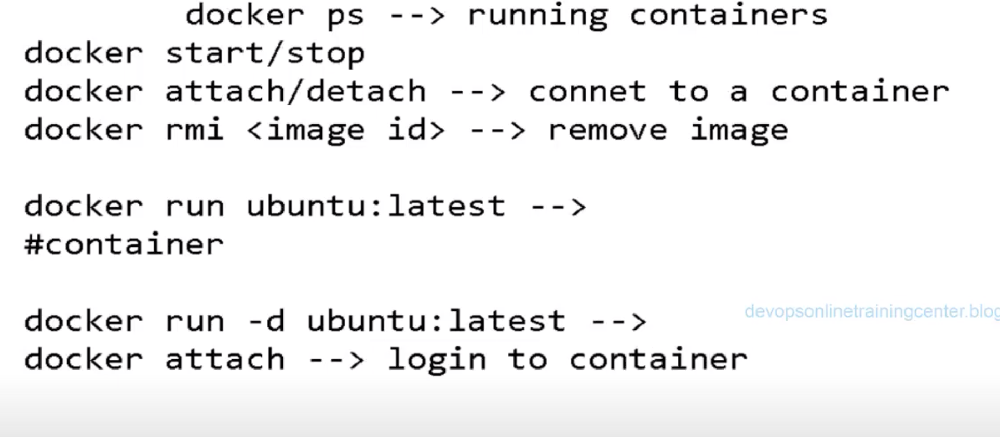 docker ps --> running containers
docker start/stop
docker attach/detach --> connet to a container
docker rmi <image id> --> remove image
docker run ubuntu:latest -->
#container
docker run -d ubuntu:latest -->
devopsonlinetrainingcenter.blog
docker attach --> login to container